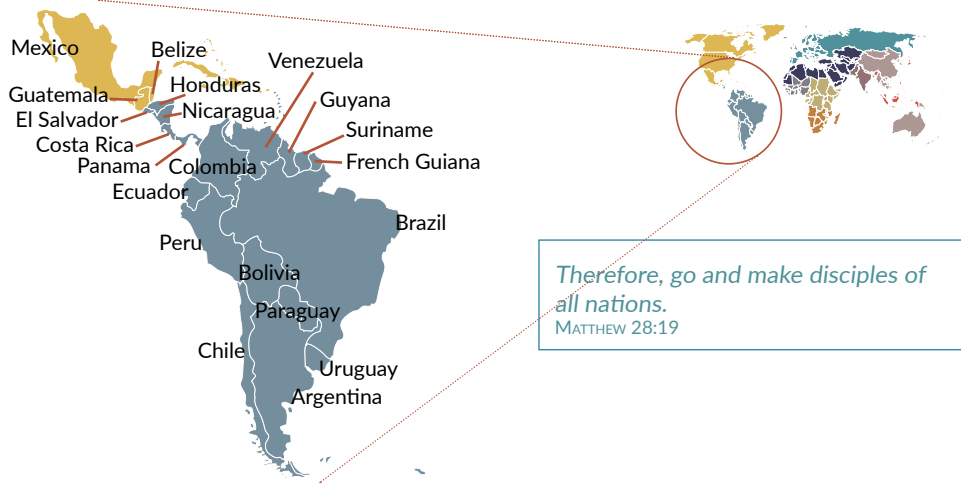 Mexico
Belize
Venezuela
Guatemala
Honduras
Guyana
El Salvador
Nicaragua
Suriname
Costa Rica
Panama
Colombia
French Guiana
Ecuador
Brazil
Peru
Bolivia
Therefore, go and make disciples of
all nations.
Paraguay
MATTHEW 28:19
Chile
Uruguay
Argentina